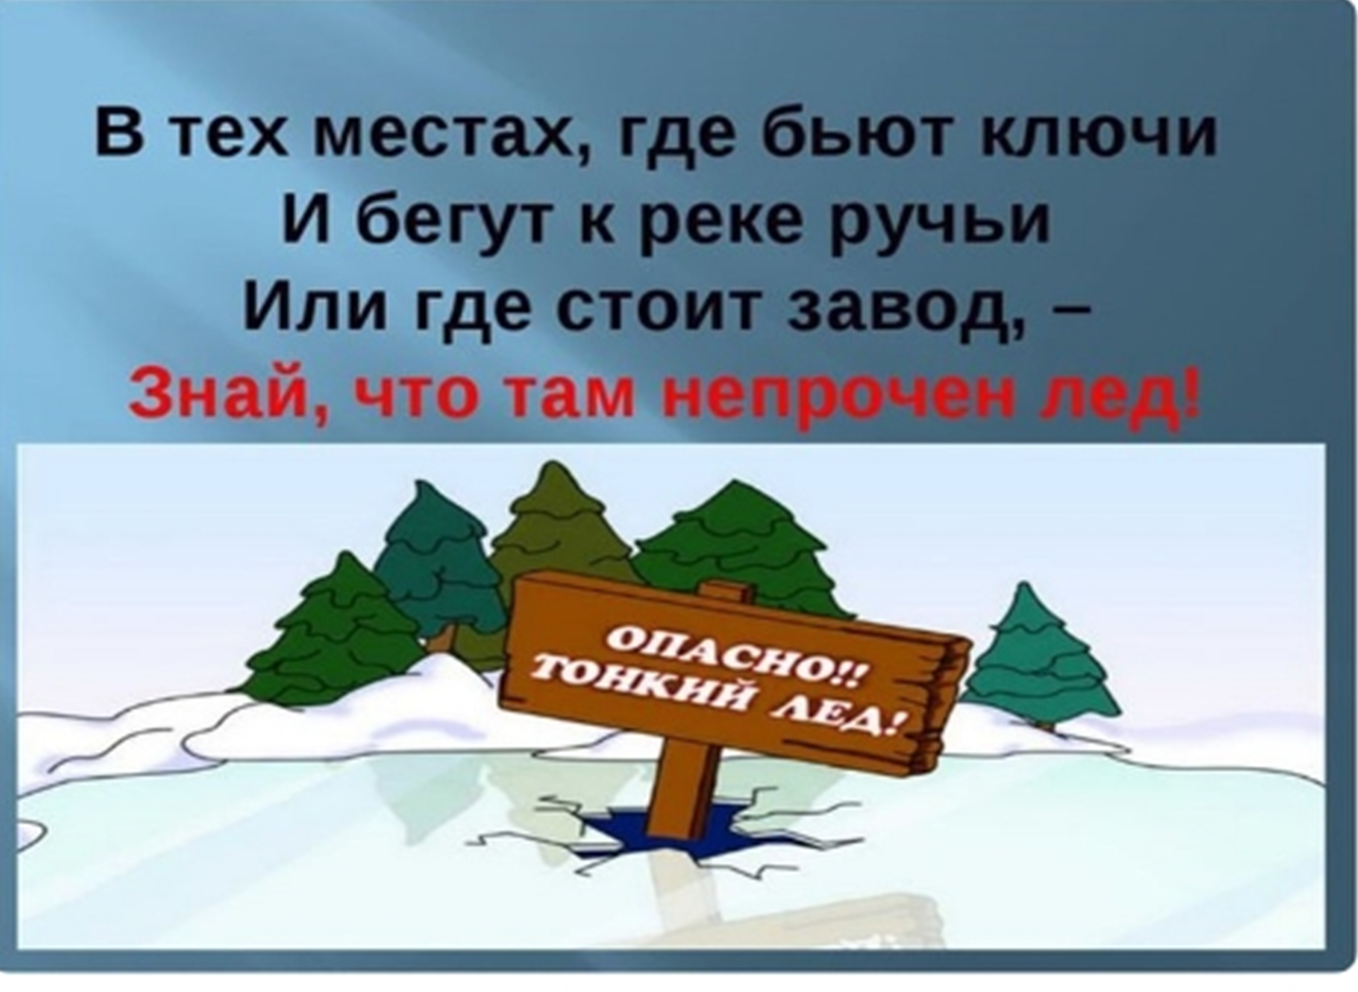 В тех местах, где бьют ключи
И бегут к реке ручьи
Или где стоит завод, –
Знай, что там непрочен лед!
ОПАСНО!!
ТОНКИЙ ЛЕД!